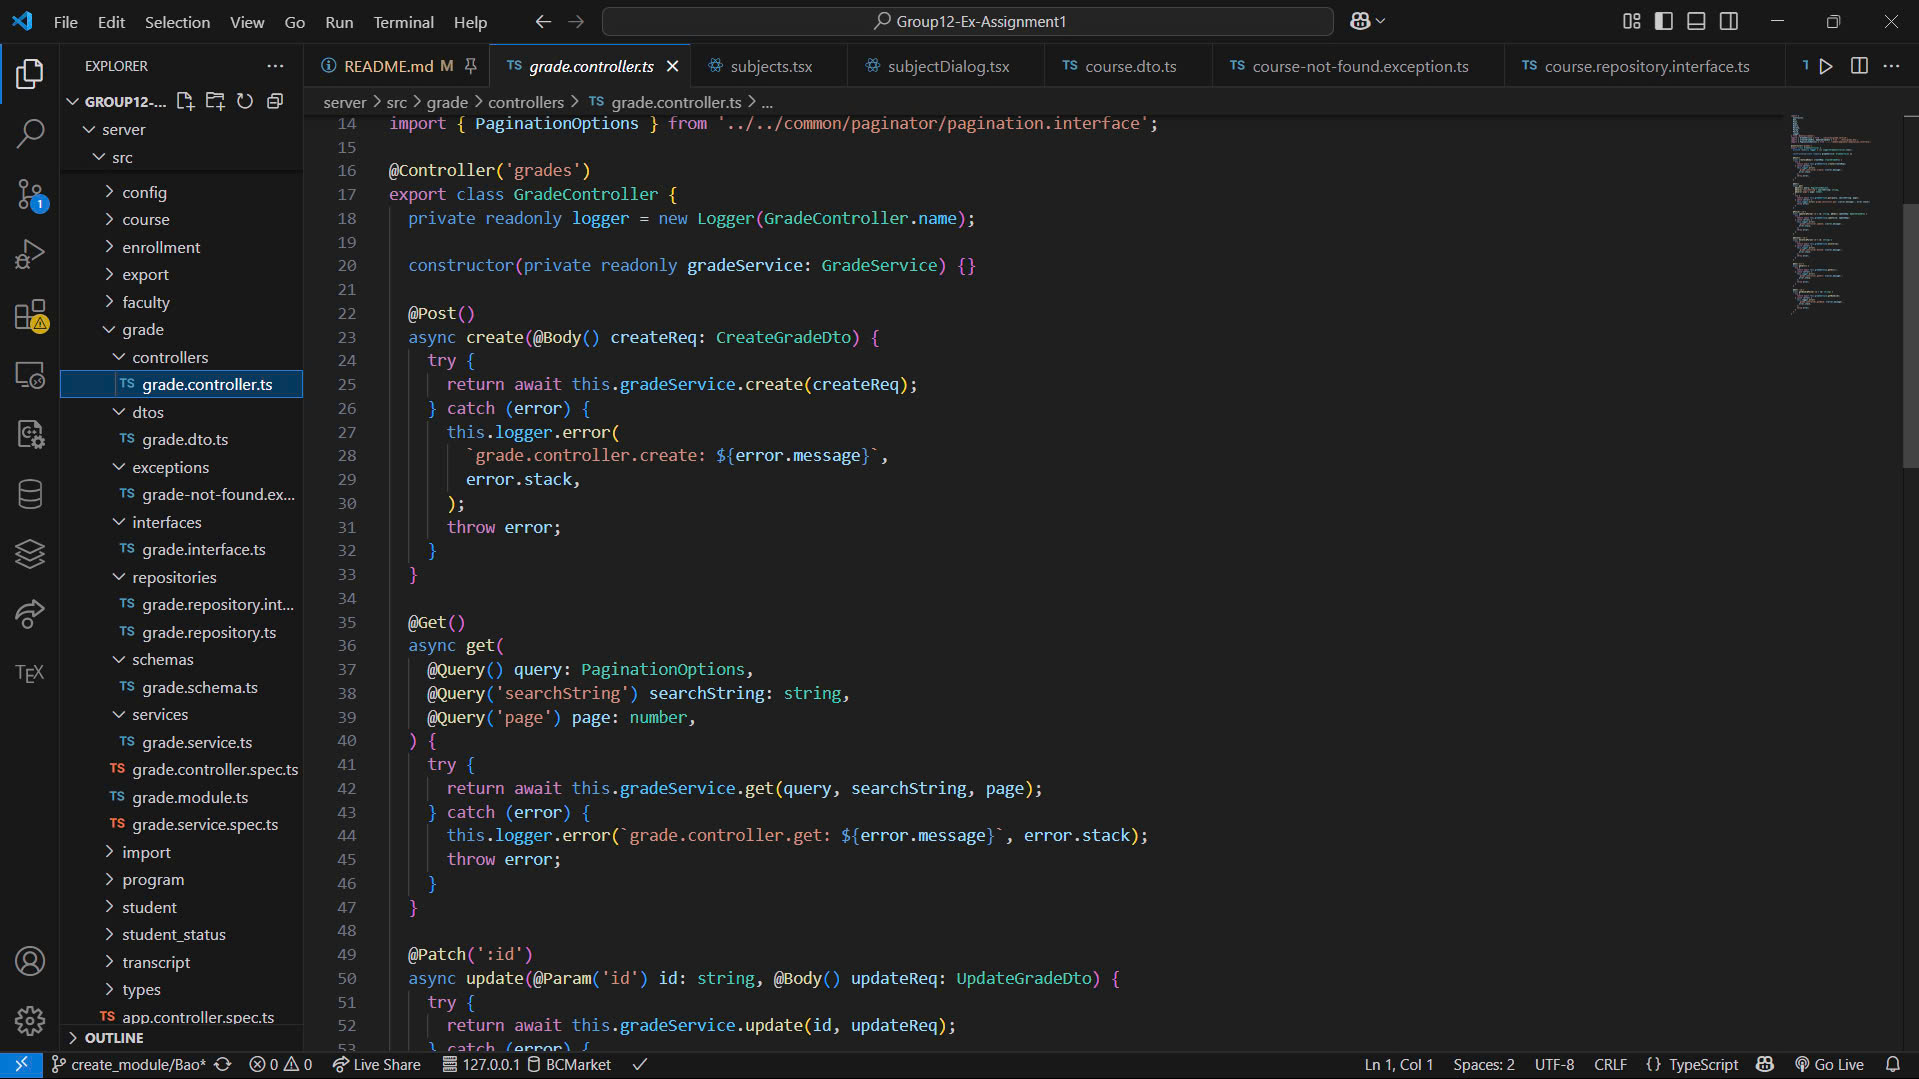 File Edit Selection View Go Run Terminal Help
Group12-Ex-Assignment1
EXPLORER
README.md M
TS grade.controller.ts
subjects.tsx
subjectDialog.tsx
TS course.dto.ts
TS course-not-found.exception.ts
TS course.repository.interface.ts
GROUP12-...
server
src
config
course
enrollment
export
faculty
grade
controllers
TS grade.controller.ts
dtos
TS grade.dto.ts
exceptions
TS grade-not-found.ex...
interfaces
TS grade.interface.ts
repositories
TS grade.repository.int...
TS grade.repository.ts
schemas
TS grade.schema.ts
services
TS grade.service.ts
TS grade.controller.spec.ts
TS grade.module.ts
TS grade.service.spec.ts
import
program
student
student_status
transcript
types
TS app.controller.spec.ts
OUTLINE
1
TEX
server > src > grade > controllers > TS grade.controller.ts > ...
14 import { PaginationOptions } from '../../common/paginator/pagination.interface';
15
16 @Controller('grades')
17 export class GradeController {
18 private readonly logger = new Logger(GradeController.name);
19
20 constructor(private readonly gradeService: GradeService) {}
21
22 @Post()
23 async create(@Body() createReq: CreateGradeDto) {
24 try {
25 return await this.gradeService.create(createReq);
26 } catch (error) {
27 this.logger.error(
28 `grade.controller.create: ${error.message}`,
29 error.stack,
30 );
31 throw error;
32 }
33 }
34
35 @Get()
36 async get(
37 @Query() query: PaginationOptions,
38 @Query('searchString') searchString: string,
39 @Query('page') page: number,
40 ) {
41 try {
42 return await this.gradeService.get(query, searchString, page);
43 } catch (error) {
44 this.logger.error(`grade.controller.get: ${error.message}`, error.stack);
45 throw error;
46 }
47 }
48
49 @Patch(':id')
50 async update(@Param('id') id: string, @Body() updateReq: UpdateGradeDto) {
51 try {
52 return await this.gradeService.update(id, updateReq);
53 } catch (error) {
create_module/Bao* 0 0 Live Share 127.0.0.1 BCMarket
Ln 1, Col 1 Spaces: 2 UTF-8 CRLF {} TypeScript Go Live